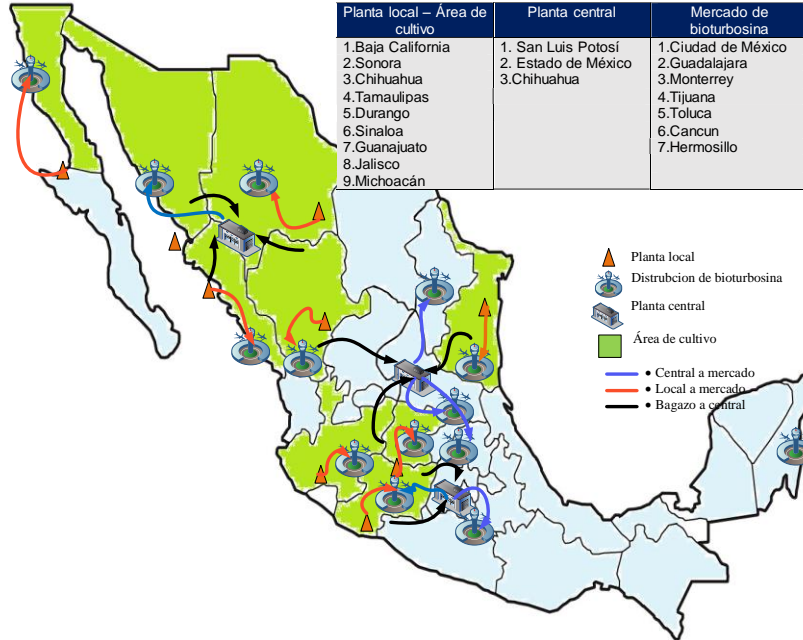 Planta local – Área de
cultivo
Planta central
Mercado de
bioturbosina
1.Baja California
2.Sonora
3.Chihuahua
4.Tamaulipas
5.Durango
6.Sinaloa
7.Guanajuato
8.Jalisco
9.Michoacán
1. San Luis Potosí
2. Estado de México
3.Chihuahua
1.Ciudad de México
2.Guadalajara
3.Monterrey
4.Tijuana
5.Toluca
6.Cancun
7.Hermosillo
Planta local
Distrubcion de bioturbosina
Planta central
Área de cultivo
• Central a mercado
• Local a mercado
• Bagazo a central